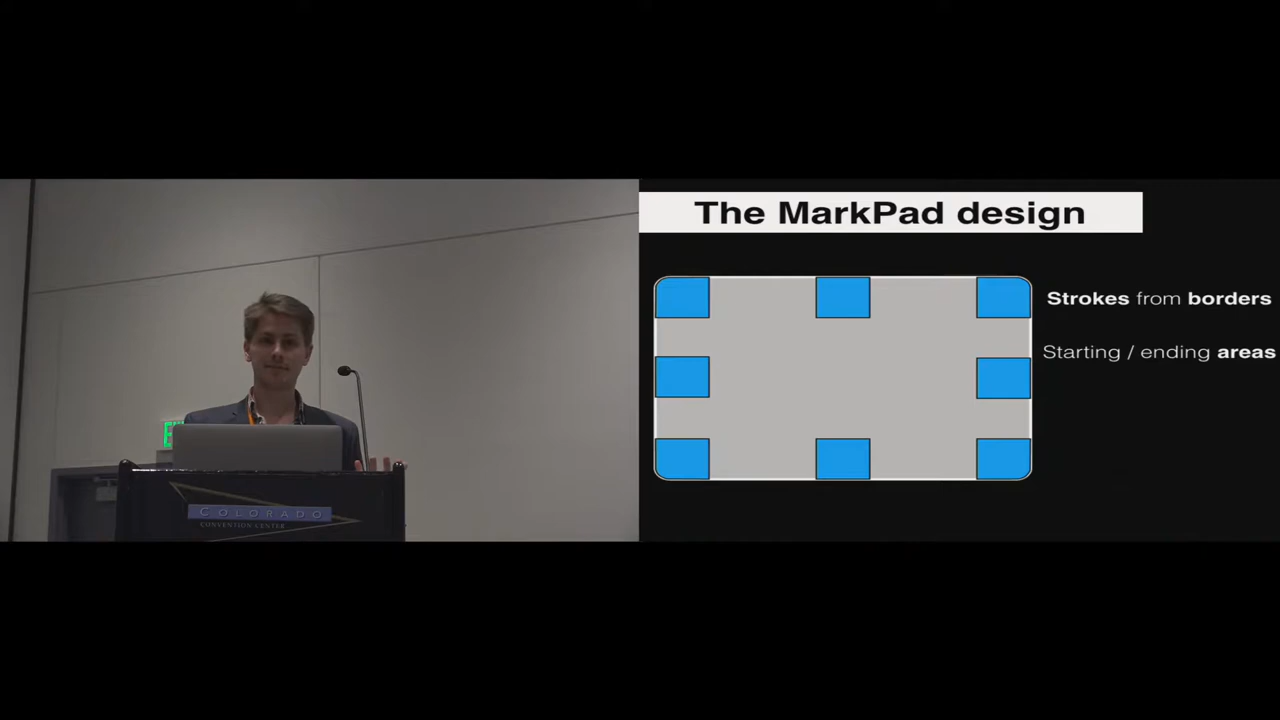 The MarkPad design
Strokes from borders
Starting / ending areas
COLORADO
CONVENTION CENTER